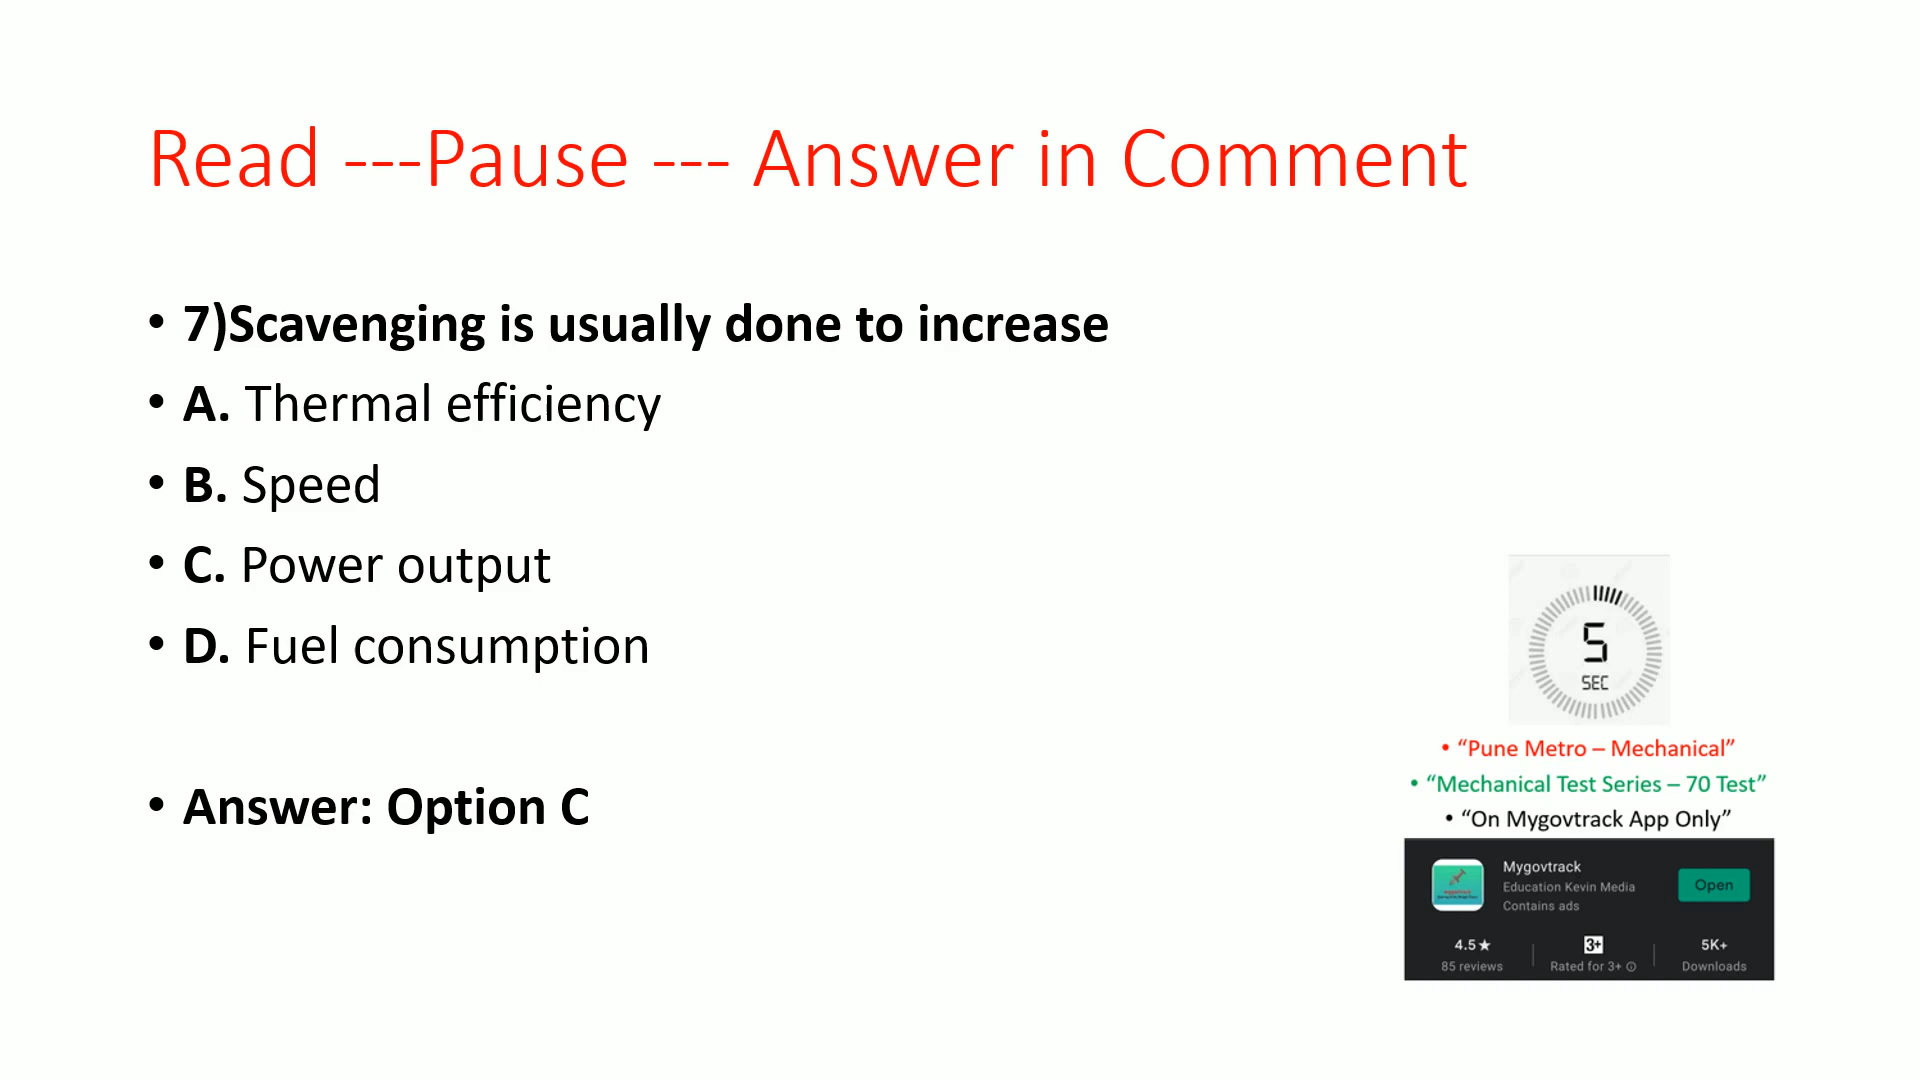 Read ---Pause --- Answer in Comment
• 7)Scavenging is usually done to increase
• A. Thermal efficiency
• B. Speed
• C. Power output
• D. Fuel consumption
• Answer: Option C
5
SEC
• “Pune Metro – Mechanical”
• “Mechanical Test Series – 70 Test”
• “On Mygovtrack App Only”
Mygovtrack
Education Kevin Media
Contains ads
Open
4.5★ 3+ 5K+
85 reviews Rated for 3+ Downloads